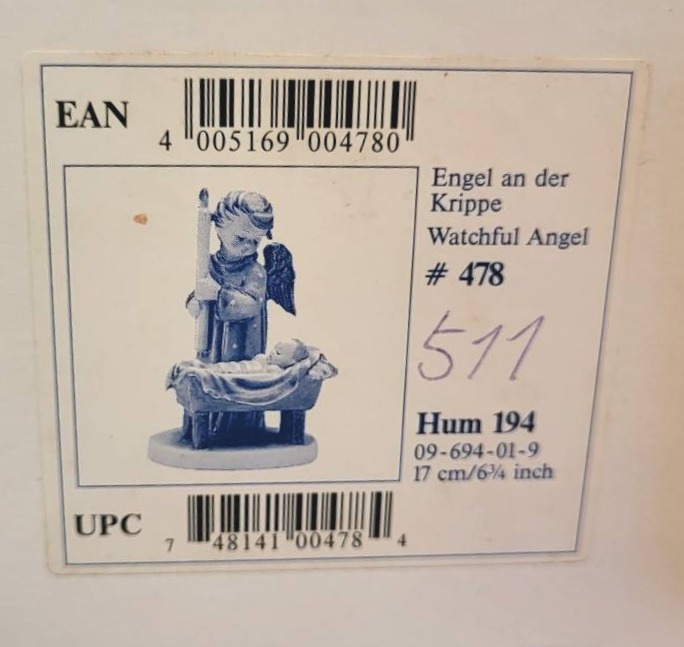 EAN
4 005169 004780
Engel an der
Krippe
Watchful Angel
# 478
511
Hum 194
09-694-01-9
17 cm/6¾ inch
UPC
7 48141 00478 4